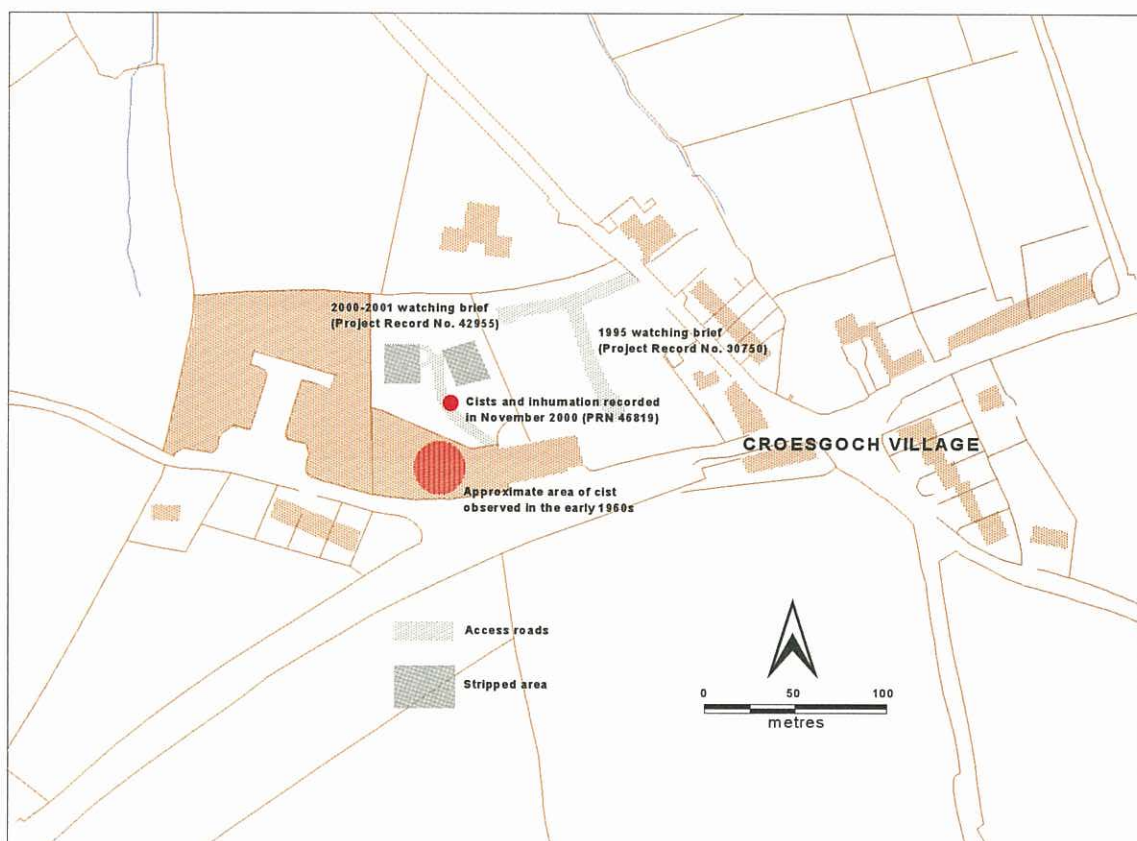 2000-2001 watching brief
(Project Record No. 42955)
1995 watching brief
(Project Record No. 30750)
Cists and inhumation recorded
in November 2000 (PRN 46819)
CROESGOCH VILLAGE
Approximate area of cist
observed in the early 1960s
Access roads
Stripped area
0 50 100
metres